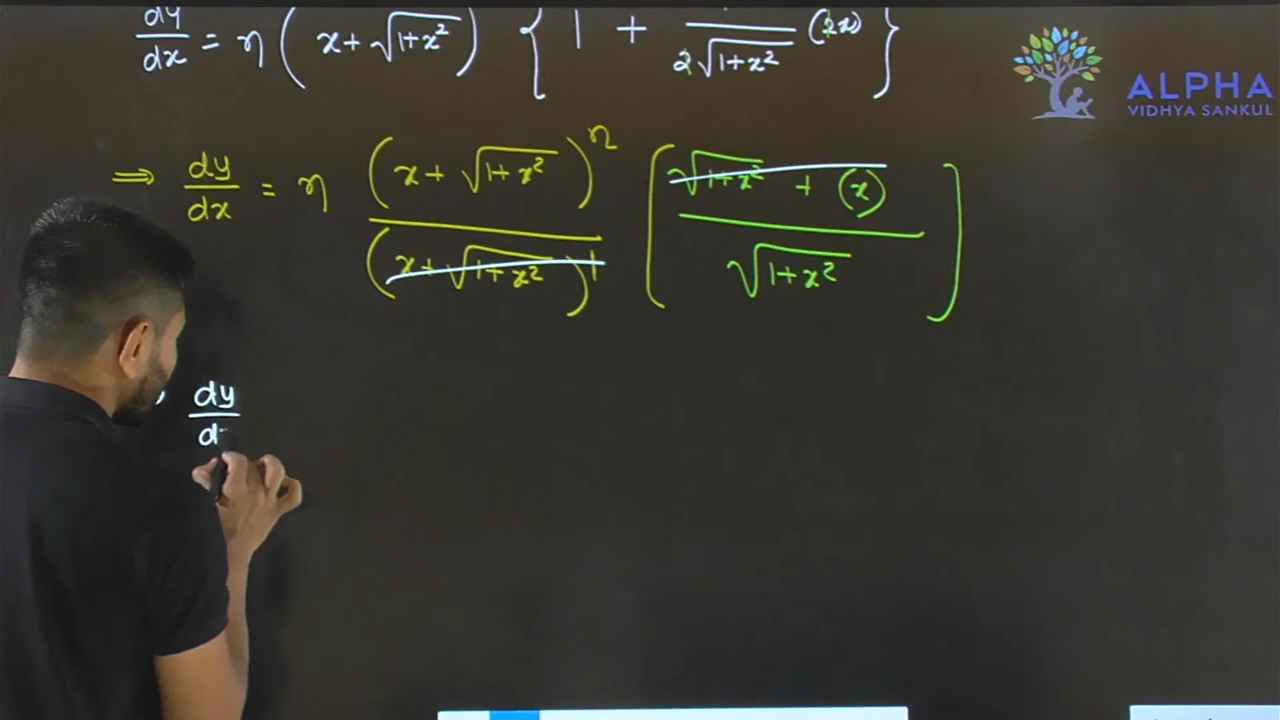 dy/dx = n ( x + √1+x² ) { 1 + 1/2√1+x² (2x) }
ALPHA
VIDHYA SANKUL
⇒ dy/dx = n (x + √1+x²)ⁿ / (x + √1+x²)¹ [ √1+x² + (x) / √1+x² ]
dy/d